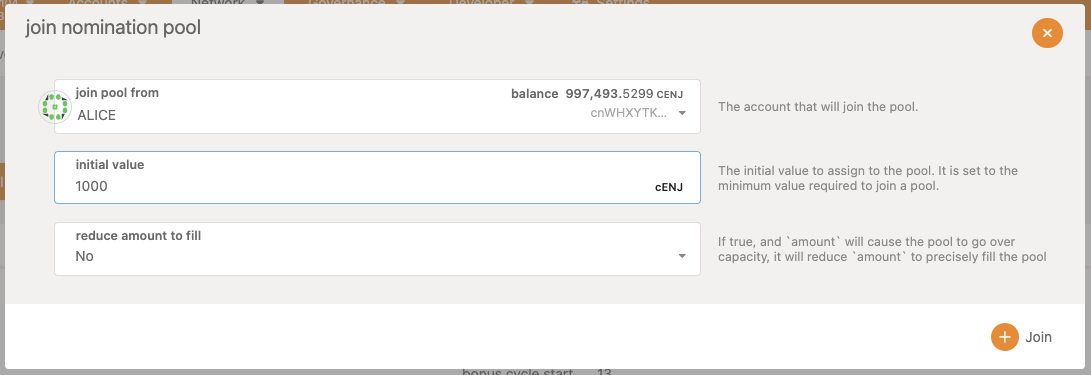 Accounts
Network
Governance
Developer
Settings
join nomination pool
join pool from
balance 997,493.5299 CENJ
ALICE
cnWHXYTK...
The account that will join the pool.
initial value
1000
cENJ
The initial value to assign to the pool. It is set to the
minimum value required to join a pool.
reduce amount to fill
No
If true, and `amount` will cause the pool to go over
capacity, it will reduce `amount` to precisely fill the pool
Join
bonus cycle start 13